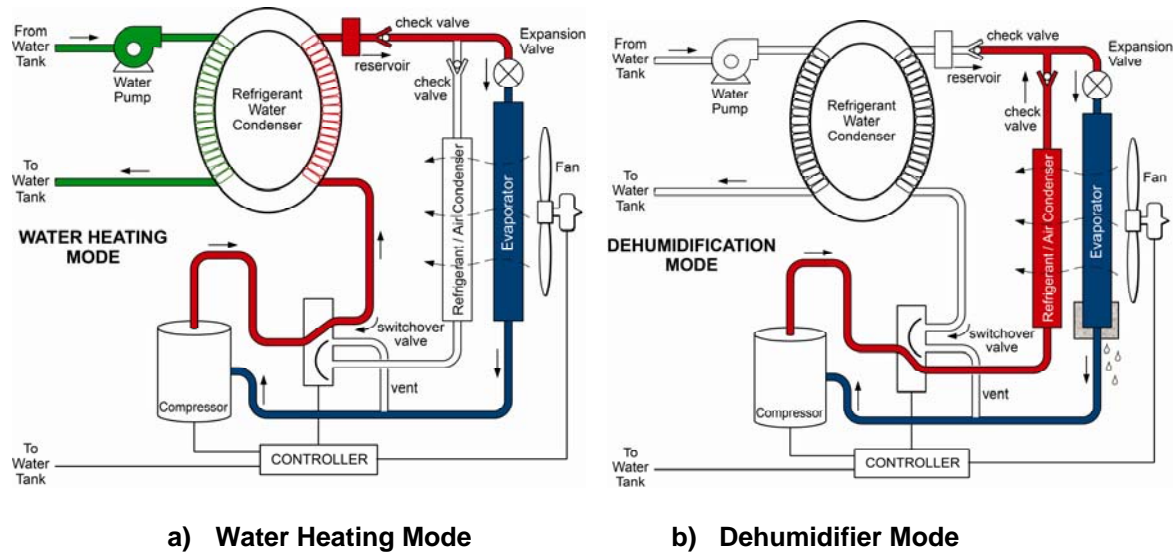 From
Water
Tank
Water
Pump
Refrigerant
Water
Condenser
check valve
reservoir
Expansion
Valve
check
valve
To
Water
Tank
WATER HEATING
MODE
Refrigerant / Air Condenser
Evaporator
Fan
switchover
valve
vent
Compressor
To
Water
Tank
CONTROLLER
a) Water Heating Mode
From
Water
Tank
Water
Pump
Refrigerant
Water
Condenser
check valve
reservoir
Expansion
Valve
check
valve
To
Water
Tank
DEHUMIDIFICATION
MODE
Refrigerant / Air Condenser
Evaporator
Fan
switchover
valve
vent
Compressor
To
Water
Tank
CONTROLLER
b) Dehumidifier Mode